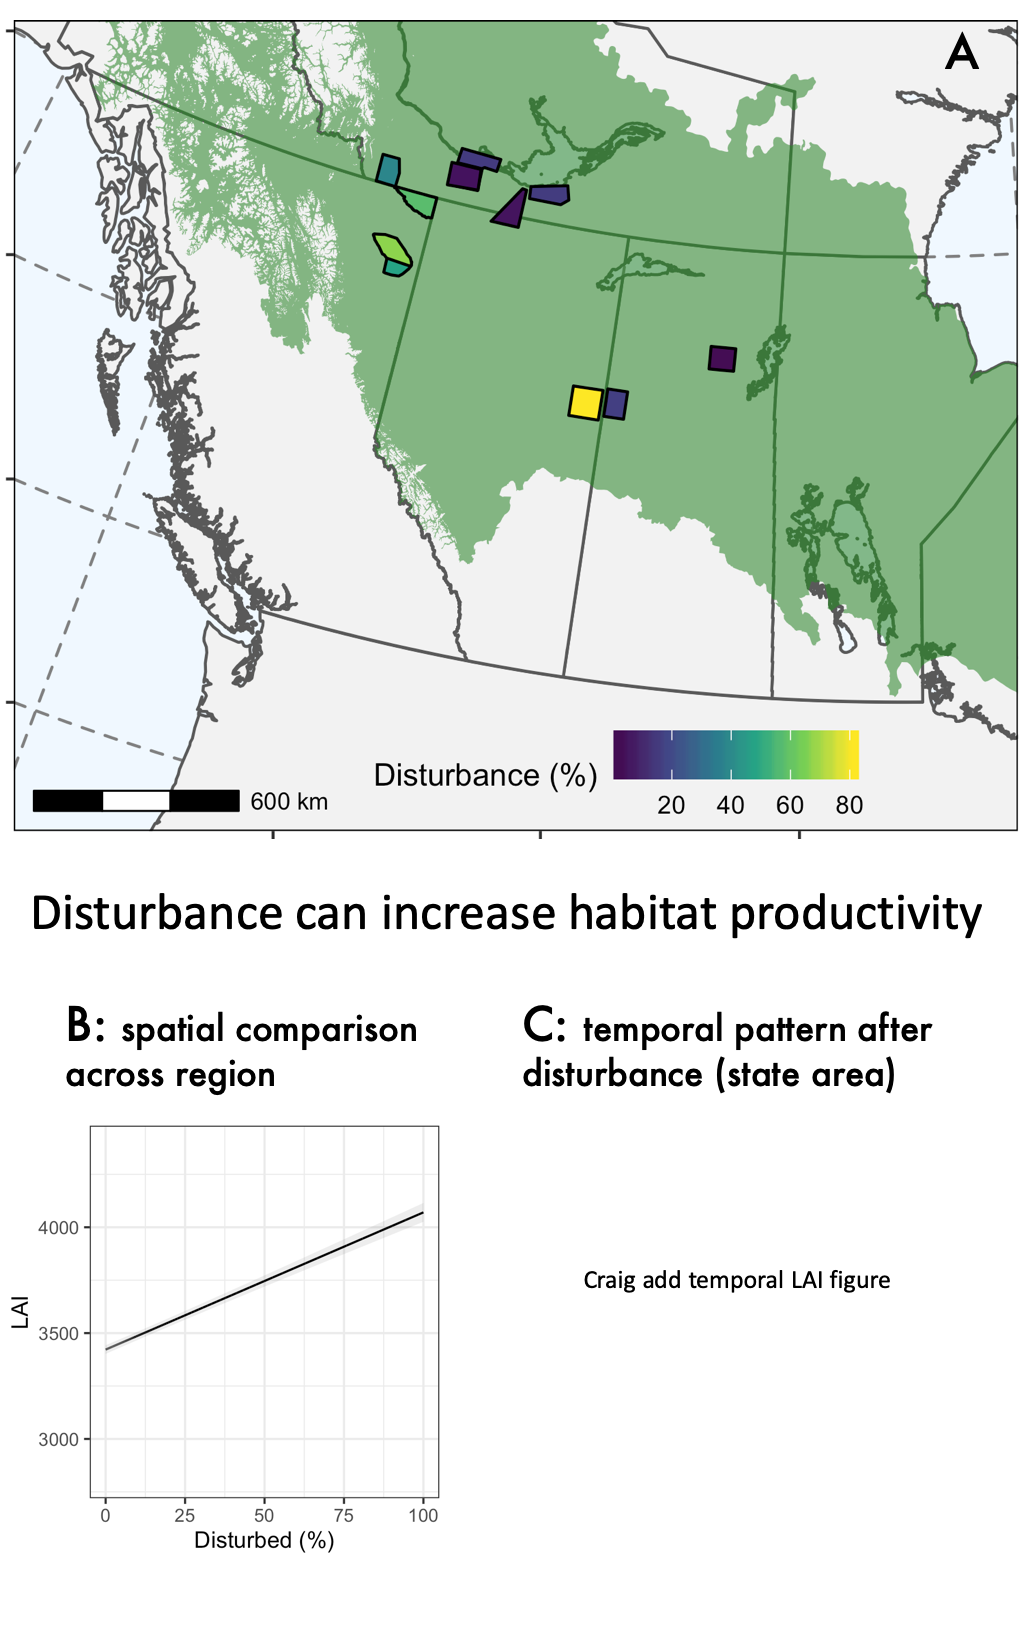 A
Disturbance (%)
20 40 60 80
600 km
Disturbance can increase habitat productivity
B: spatial comparison
across region
C: temporal pattern after
disturbance (state area)
4000
3500
3000
LAI
0 25 50 75 100
Disturbed (%)
Craig add temporal LAI figure